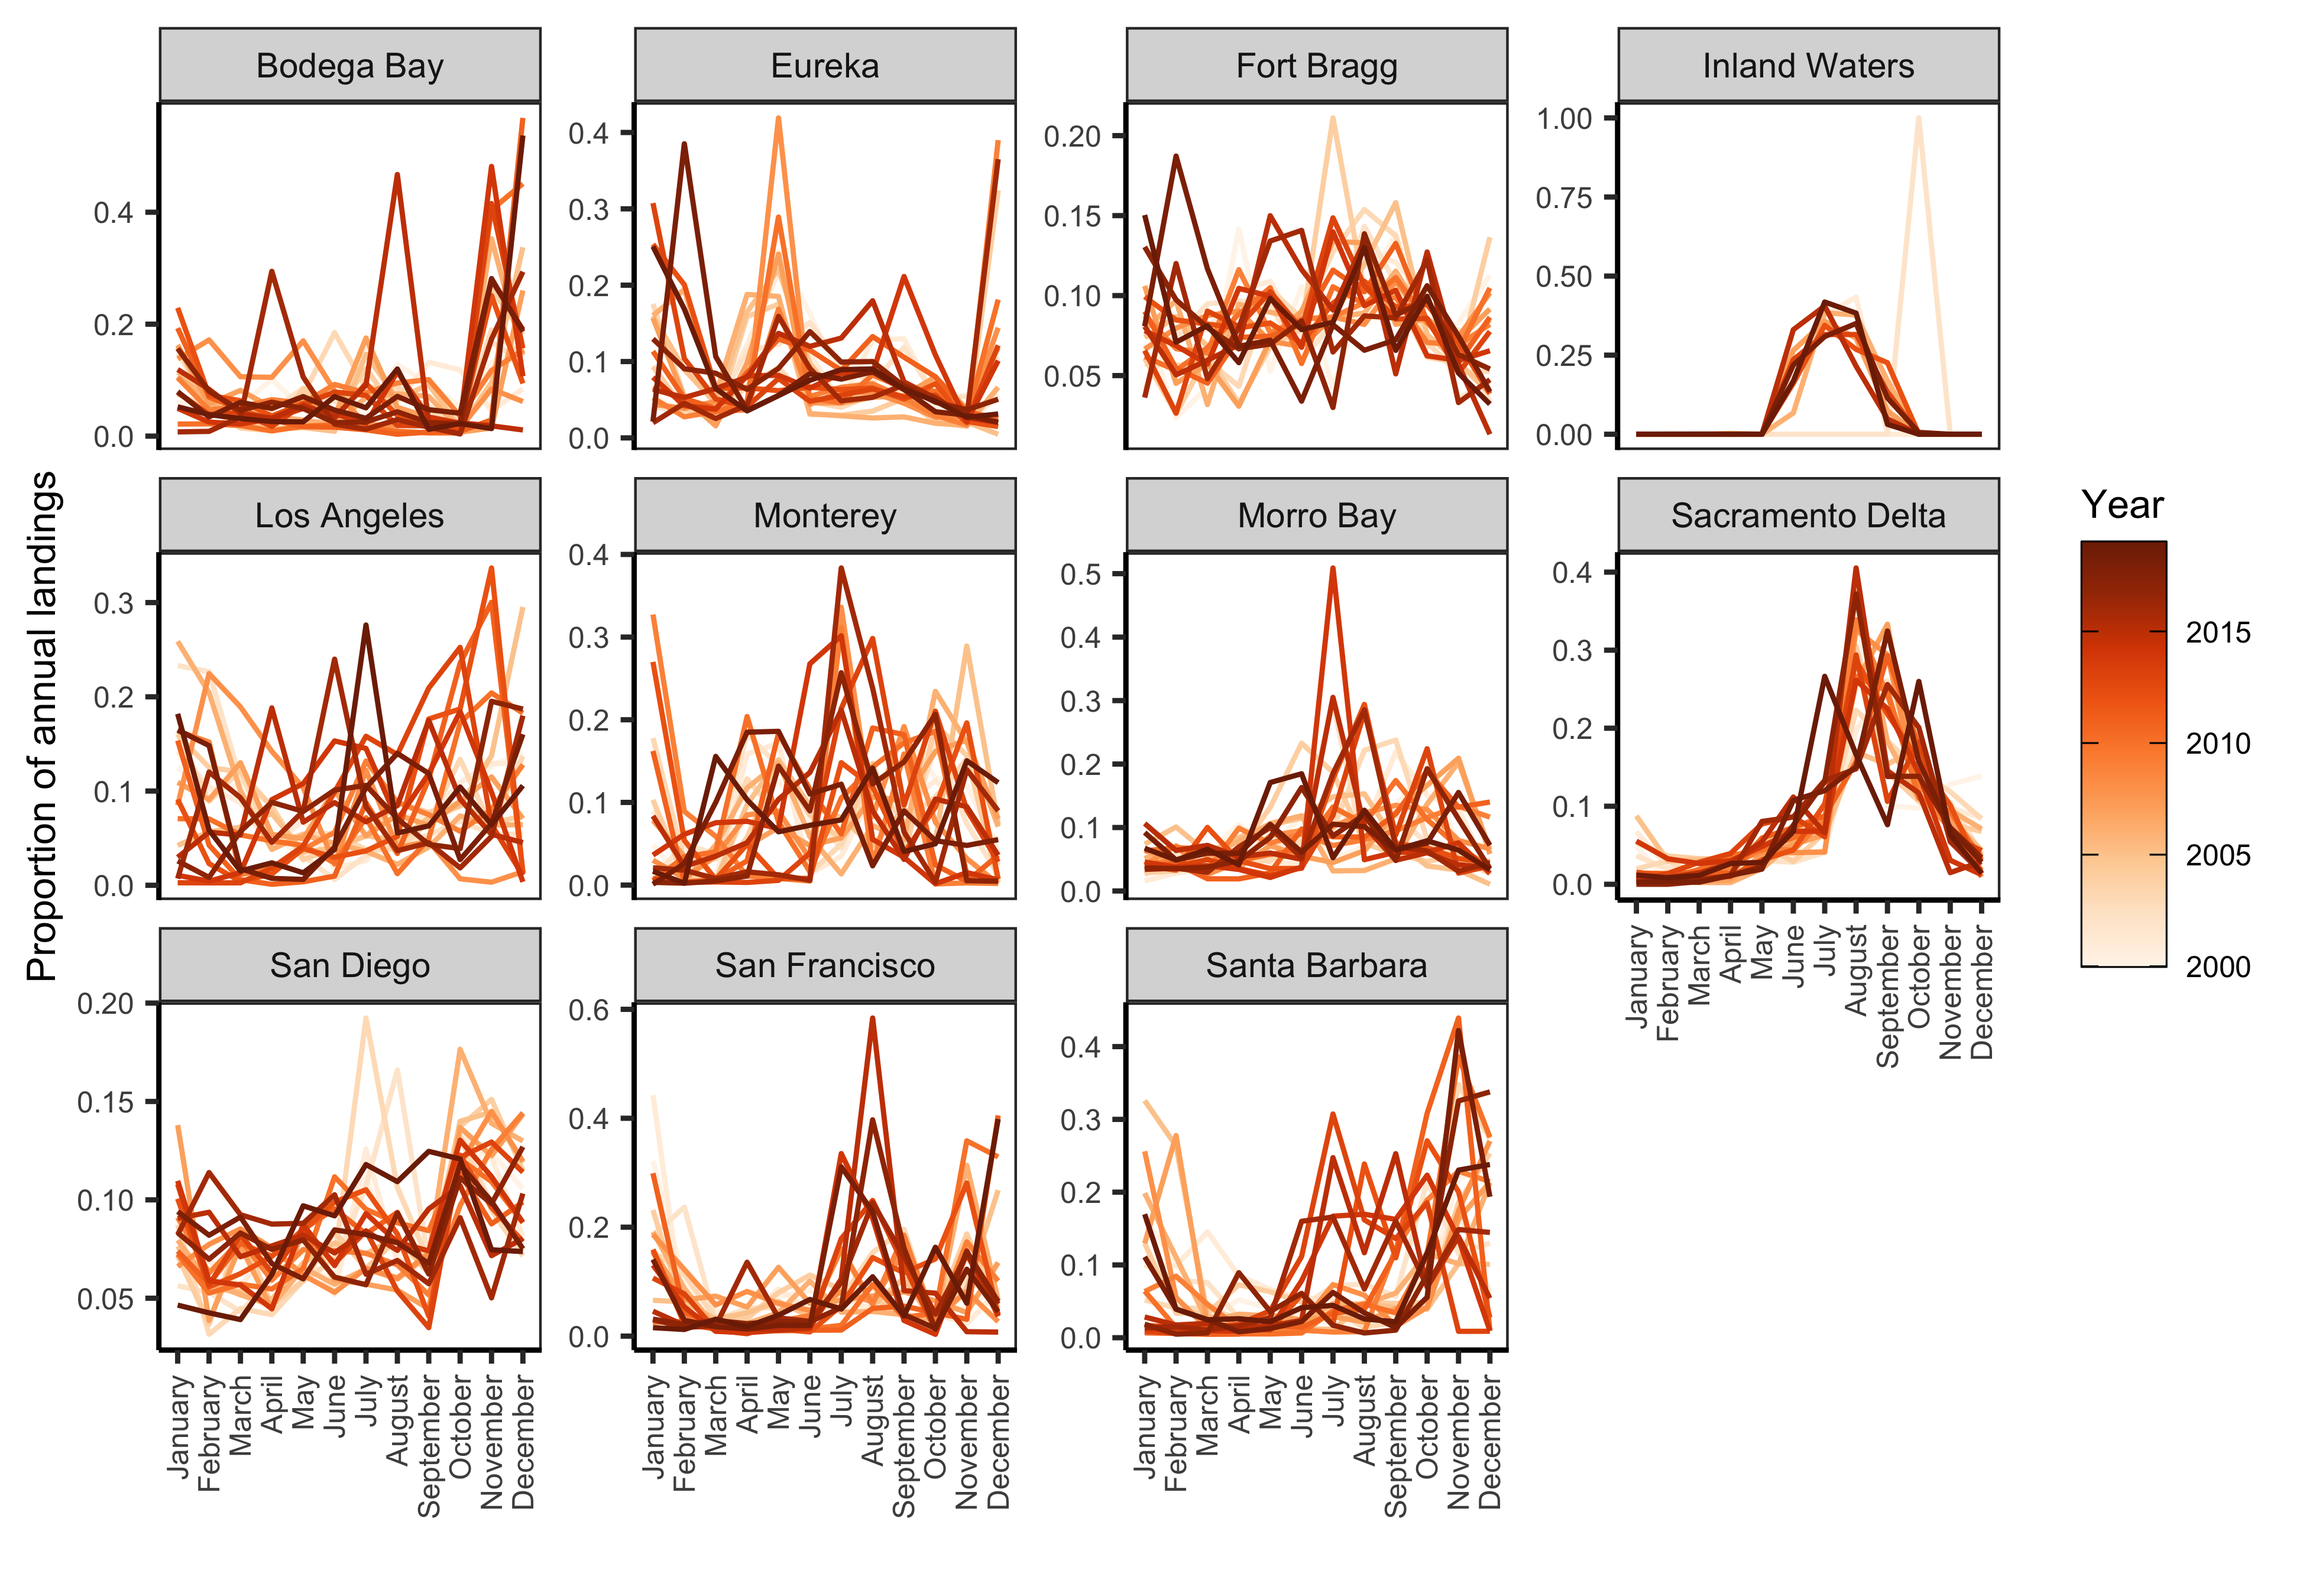 Bodega Bay
Eureka
Fort Bragg
Inland Waters
0.4
0.2
0.0
0.4
0.3
0.2
0.1
0.0
0.20
0.15
0.10
0.05
1.00
0.75
0.50
0.25
0.00
Proportion of annual landings
Los Angeles
Monterey
Morro Bay
Sacramento Delta
0.3
0.2
0.1
0.0
0.4
0.3
0.2
0.1
0.0
0.5
0.4
0.3
0.2
0.1
0.0
0.4
0.3
0.2
0.1
0.0
January
February
March
April
May
June
July
August
September
October
November
December
Year
2015
2010
2005
2000
San Diego
San Francisco
Santa Barbara
0.20
0.15
0.10
0.05
0.6
0.4
0.2
0.0
0.4
0.3
0.2
0.1
0.0
January
February
March
April
May
June
July
August
September
October
November
December
January
February
March
April
May
June
July
August
September
October
November
December
January
February
March
April
May
June
July
August
September
October
November
December